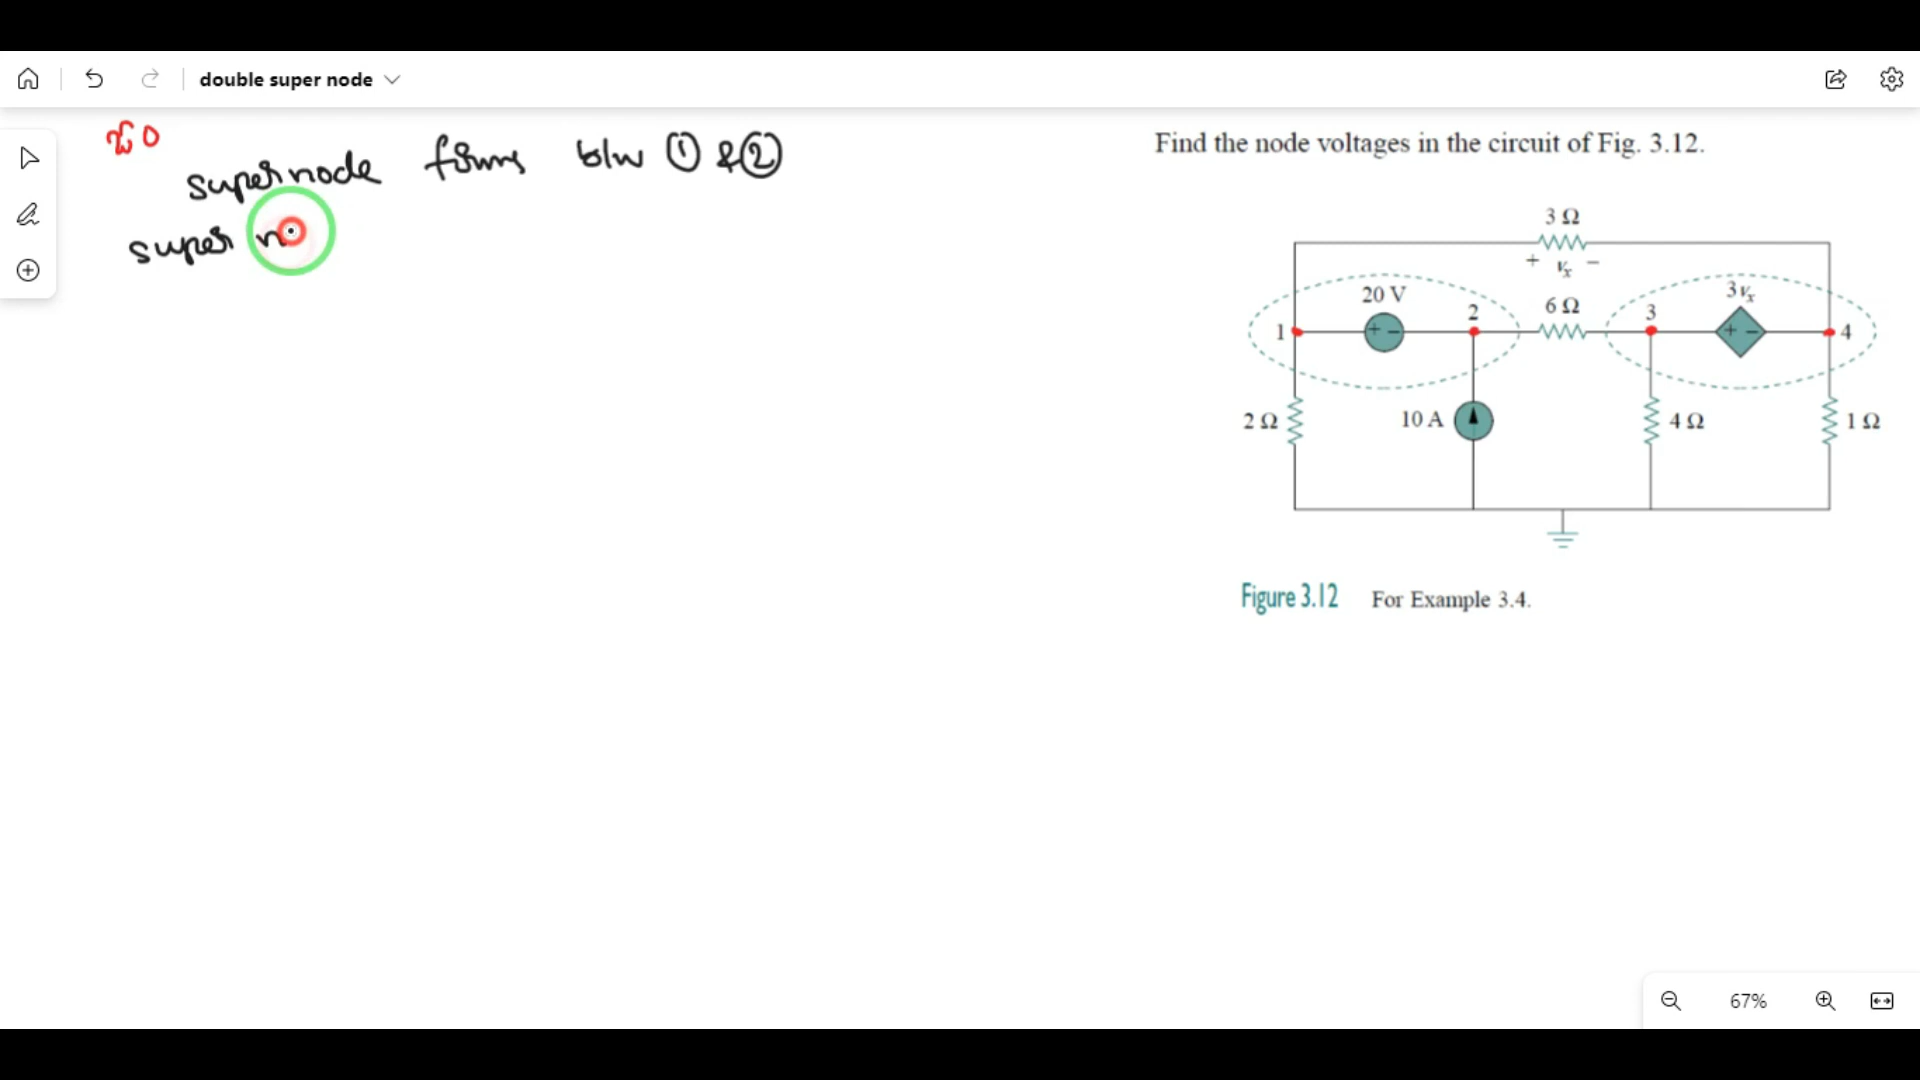 double super node
super node forms b/w ① & ②
super n
Find the node voltages in the circuit of Fig. 3.12.
3 Ω
+ vx −
20 V
2
6 Ω
3
3vx
1
+ −
+ −
4
2 Ω
10 A
4 Ω
1 Ω
Figure 3.12 For Example 3.4.
67%